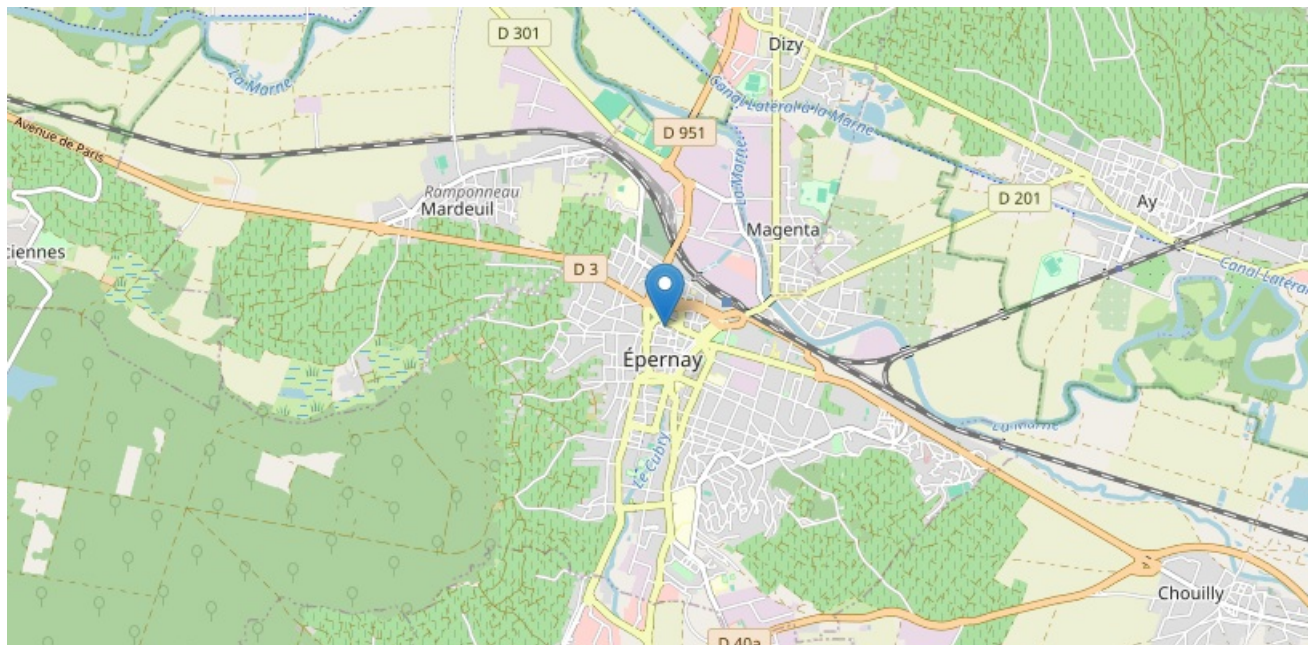 D 301
Dizy
La Marne
Canal Latéral à la Marne
Avenue de Paris
D 951
La Marne
Ramponneau
Mardeuil
D 201
Ay
Magenta
ciennes
D 3
Canal Latéral
Épernay
La Marne
Le Cubry
Chouilly
D 40a